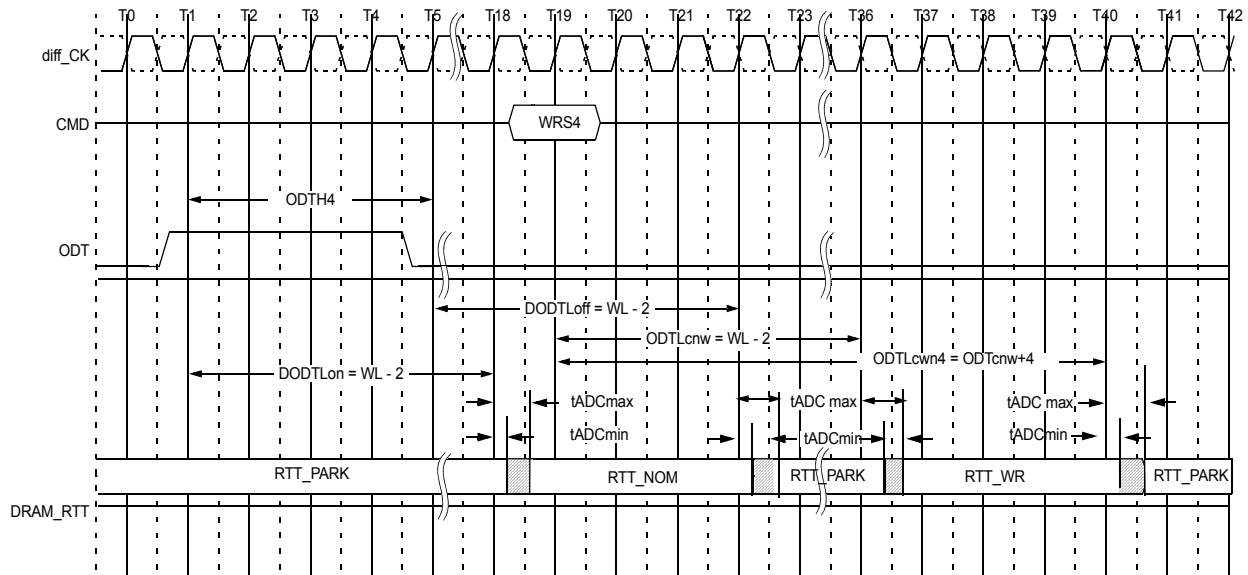 T0 T1 T2 T3 T4 T5 T18 T19 T20 T21 T22 T23 T36 T37 T38 T39 T40 T41 T42
diff_CK
CMD WRS4
ODTH4
ODT
DODTLoff = WL - 2
ODTLcnw = WL - 2
ODTLcwn4 = ODTcnw+4
DODTLon = WL - 2
tADCmax tADC max tADC max
tADCmin tADCmin tADCmin
RTT_PARK RTT_NOM RTT_PARK RTT_WR RTT_PARK
DRAM_RTT